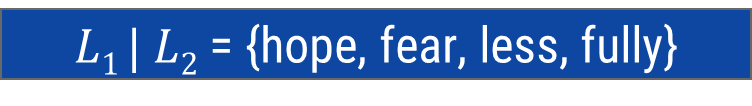 L₁ | L₂ = {hope, fear, less, fully}